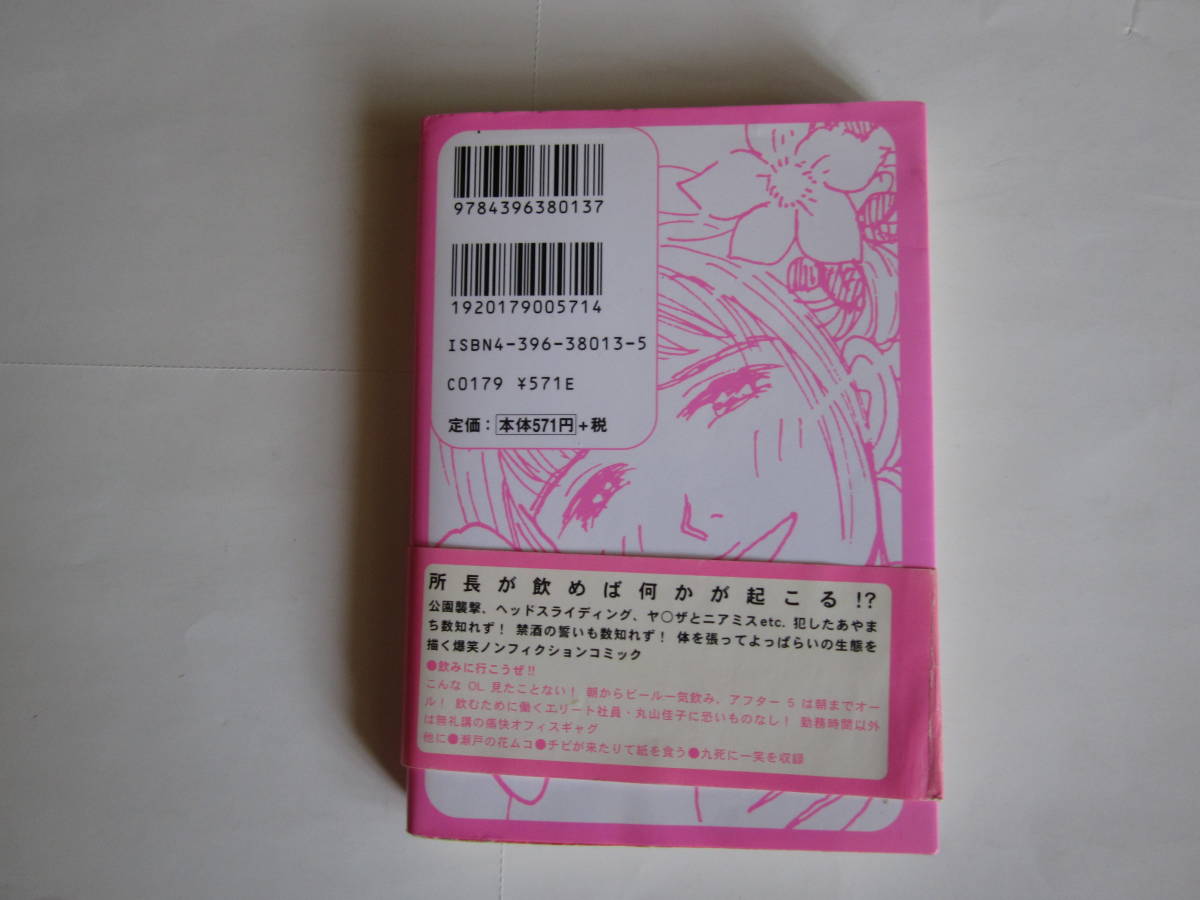 9784396380137
1920179005714
ISBN4-396-38013-5
C0179 ¥571E
定価：本体571円+税
所長が飲めば何かが起こる!?
公園襲撃、ヘッドスライディング、ヤ○ザとニアミスetc. 犯したあやま
ち数知れず！ 禁酒の誓いも数知れず！ 体を張ってよっぱらいの生態を
描く爆笑ノンフィクションコミック
●飲みに行こうぜ!!
こんな OL 見たことない！ 朝からビール一気飲み、アフター 5 は朝までオー
ル！ 飲むために働くエリート社員・丸山佳子に恐いものなし！ 勤務時間以外
は無礼講の痛快オフィスギャグ
他に●瀬戸の花ムコ●チビが来たりて紙を食う●九死に一笑を収録